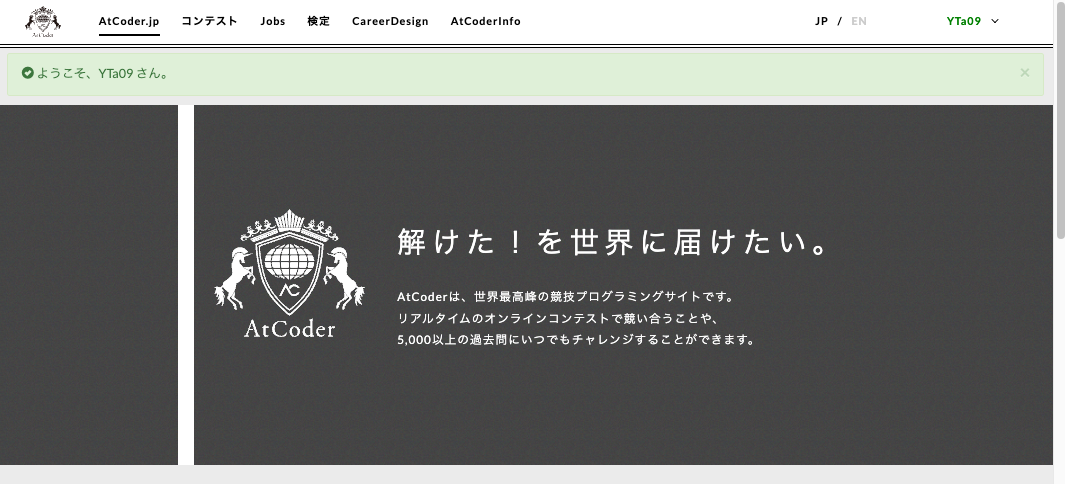 AtCoder
AtCoder.jp コンテスト Jobs 検定 CareerDesign AtCoderInfo JP / EN YTa09
ようこそ、YTa09 さん。 ×
AC
AtCoder
解けた！を世界に届けたい。
AtCoderは、世界最高峰の競技プログラミングサイトです。
リアルタイムのオンラインコンテストで競い合うことや、
5,000以上の過去問にいつでもチャレンジすることができます。